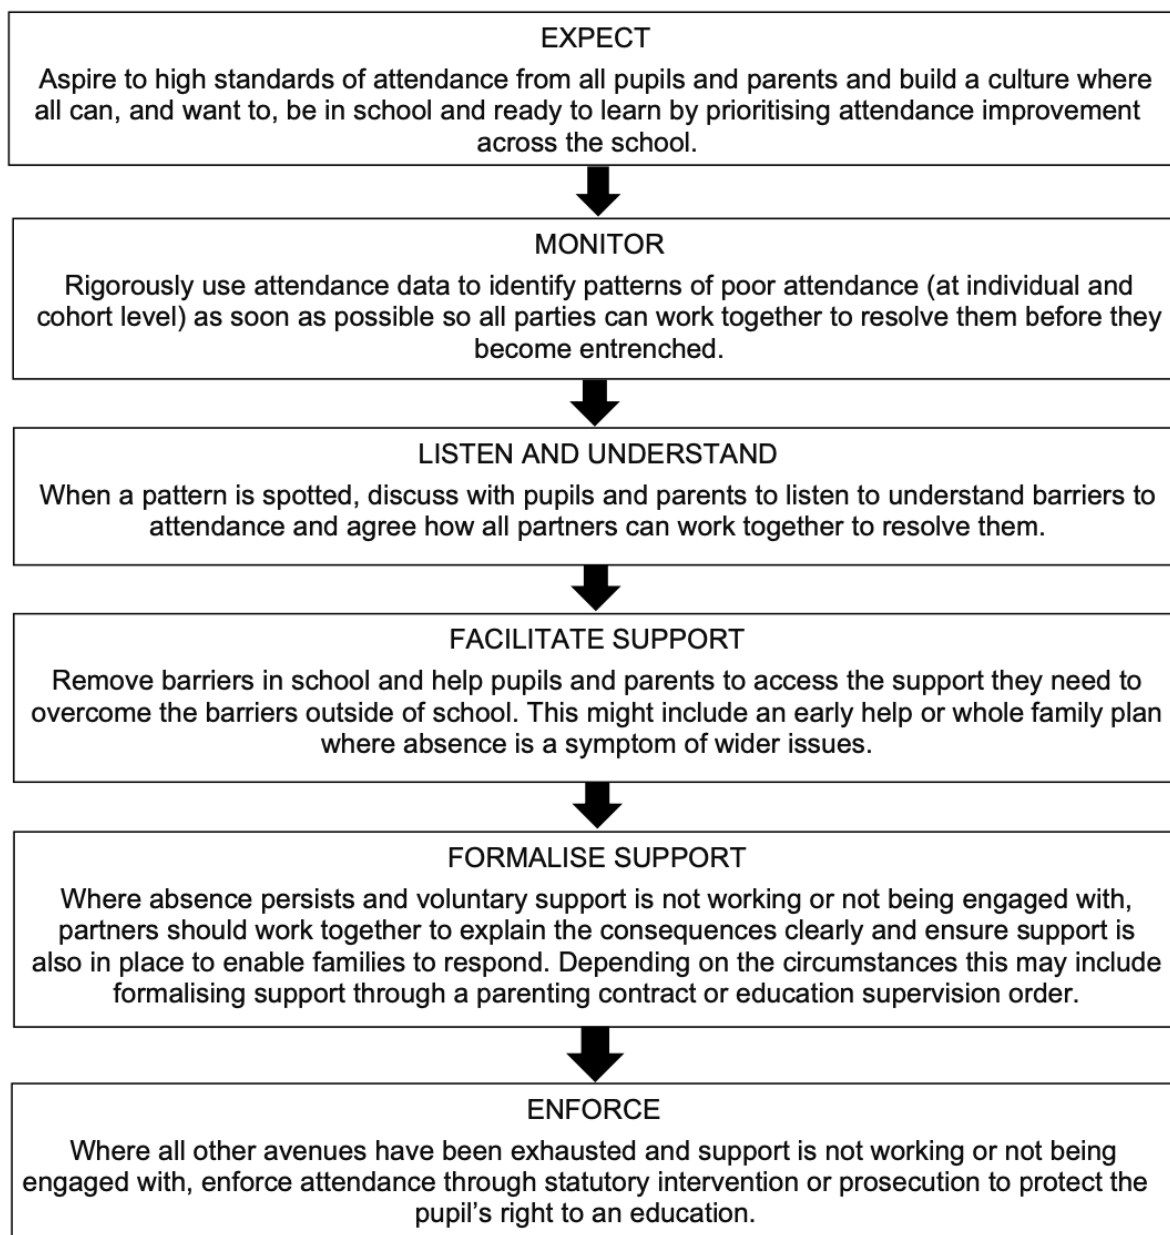 EXPECT
Aspire to high standards of attendance from all pupils and parents and build a culture where
all can, and want to, be in school and ready to learn by prioritising attendance improvement
across the school.
MONITOR
Rigorously use attendance data to identify patterns of poor attendance (at individual and
cohort level) as soon as possible so all parties can work together to resolve them before they
become entrenched.
LISTEN AND UNDERSTAND
When a pattern is spotted, discuss with pupils and parents to listen to understand barriers to
attendance and agree how all partners can work together to resolve them.
FACILITATE SUPPORT
Remove barriers in school and help pupils and parents to access the support they need to
overcome the barriers outside of school. This might include an early help or whole family plan
where absence is a symptom of wider issues.
FORMALISE SUPPORT
Where absence persists and voluntary support is not working or not being engaged with,
partners should work together to explain the consequences clearly and ensure support is
also in place to enable families to respond. Depending on the circumstances this may include
formalising support through a parenting contract or education supervision order.
ENFORCE
Where all other avenues have been exhausted and support is not working or not being
engaged with, enforce attendance through statutory intervention or prosecution to protect the
pupil’s right to an education.